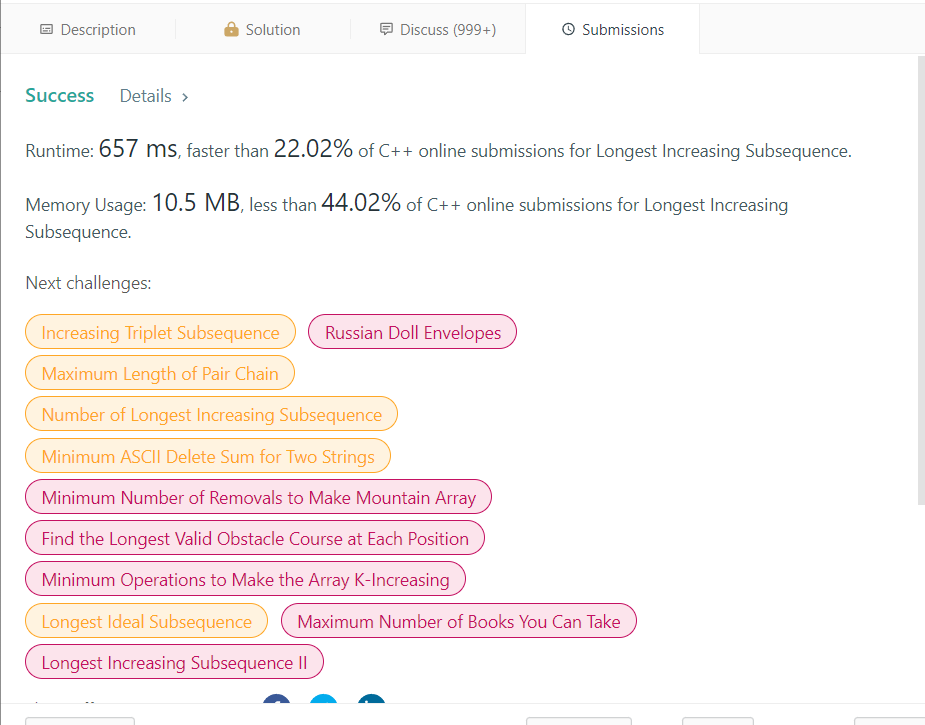 Description Solution Discuss (999+) Submissions
Success Details >
Runtime: 657 ms, faster than 22.02% of C++ online submissions for Longest Increasing Subsequence.
Memory Usage: 10.5 MB, less than 44.02% of C++ online submissions for Longest Increasing
Subsequence.
Next challenges:
Increasing Triplet Subsequence Russian Doll Envelopes
Maximum Length of Pair Chain
Number of Longest Increasing Subsequence
Minimum ASCII Delete Sum for Two Strings
Minimum Number of Removals to Make Mountain Array
Find the Longest Valid Obstacle Course at Each Position
Minimum Operations to Make the Array K-Increasing
Longest Ideal Subsequence Maximum Number of Books You Can Take
Longest Increasing Subsequence II